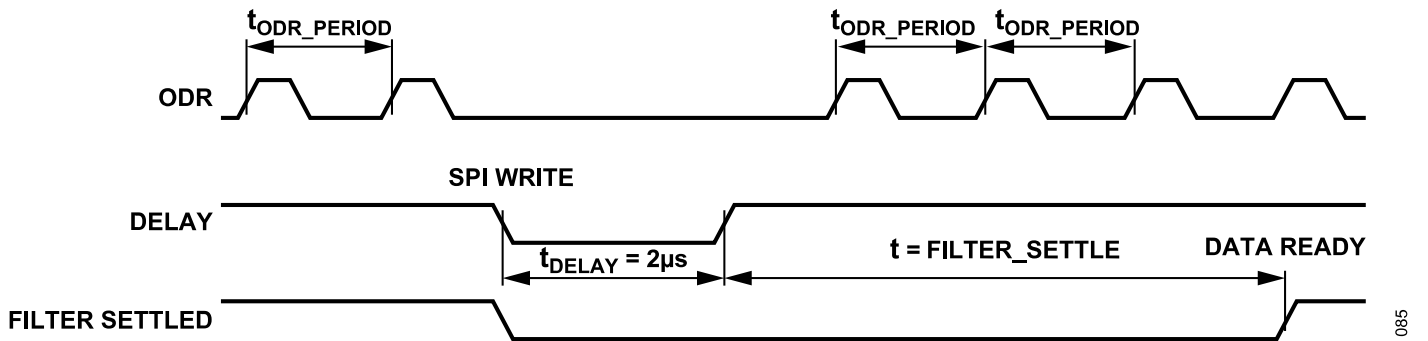 tODR_PERIOD
tODR_PERIOD
tODR_PERIOD
ODR
SPI WRITE
DELAY
tDELAY = 2µs
t = FILTER_SETTLE
DATA READY
FILTER SETTLED
085